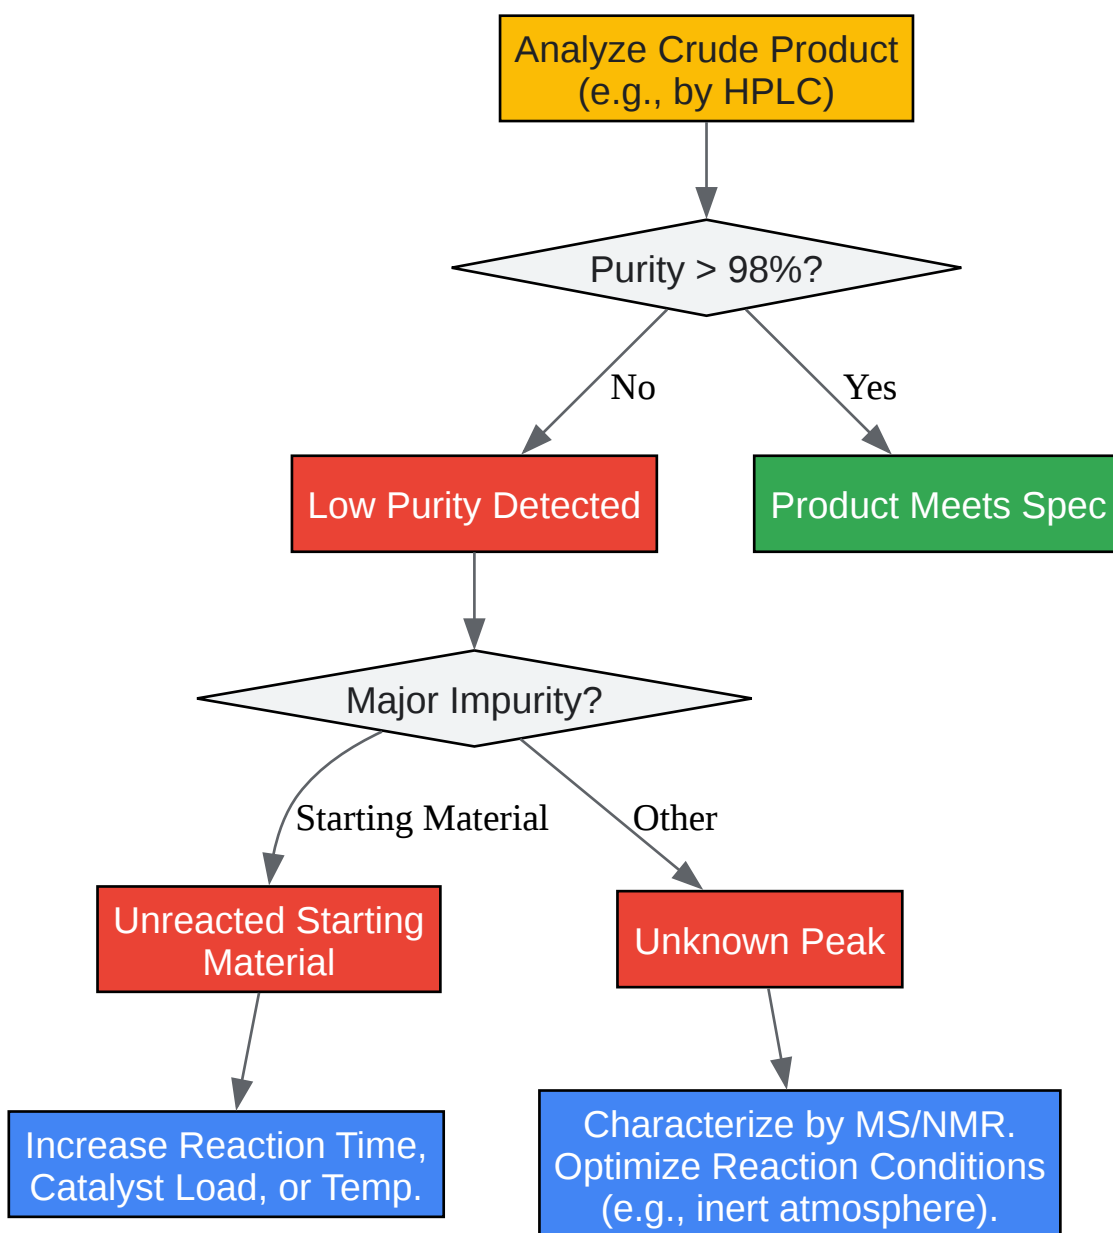 Analyze Crude Product
(e.g., by HPLC)
Purity > 98%?
No
Yes
Low Purity Detected
Product Meets Spec
Major Impurity?
Starting Material
Other
Unreacted Starting
Material
Unknown Peak
Increase Reaction Time,
Catalyst Load, or Temp.
Characterize by MS/NMR.
Optimize Reaction Conditions
(e.g., inert atmosphere).